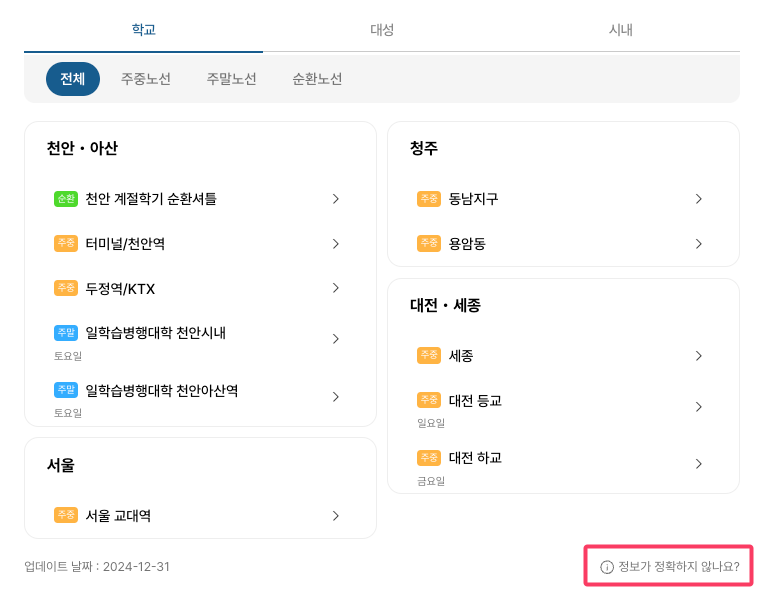 학교 대성 시내
전체 주중노선 주말노선 순환노선
천안・아산
순환 천안 계절학기 순환셔틀
주중 터미널/천안역
주중 두정역/KTX
주말 일학습병행대학 천안시내
토요일
주말 일학습병행대학 천안아산역
토요일
서울
주중 서울 교대역
청주
주중 동남지구
주중 용암동
대전・세종
주중 세종
주중 대전 등교
일요일
주중 대전 하교
금요일
업데이트 날짜 : 2024-12-31
정보가 정확하지 않나요?